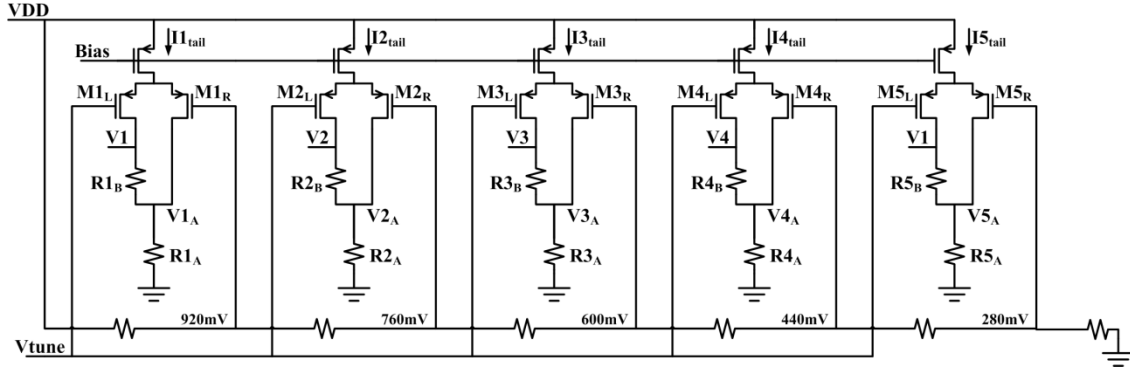 VDD
I1tail I2tail I3tail I4tail I5tail
Bias
M1L M1R M2L M2R M3L M3R M4L M4R M5L M5R
V1 V2 V3 V4 V1
R1B R2B R3B R4B R5B
V1A V2A V3A V4A V5A
R1A R2A R3A R4A R5A
920mV 760mV 600mV 440mV 280mV
Vtune